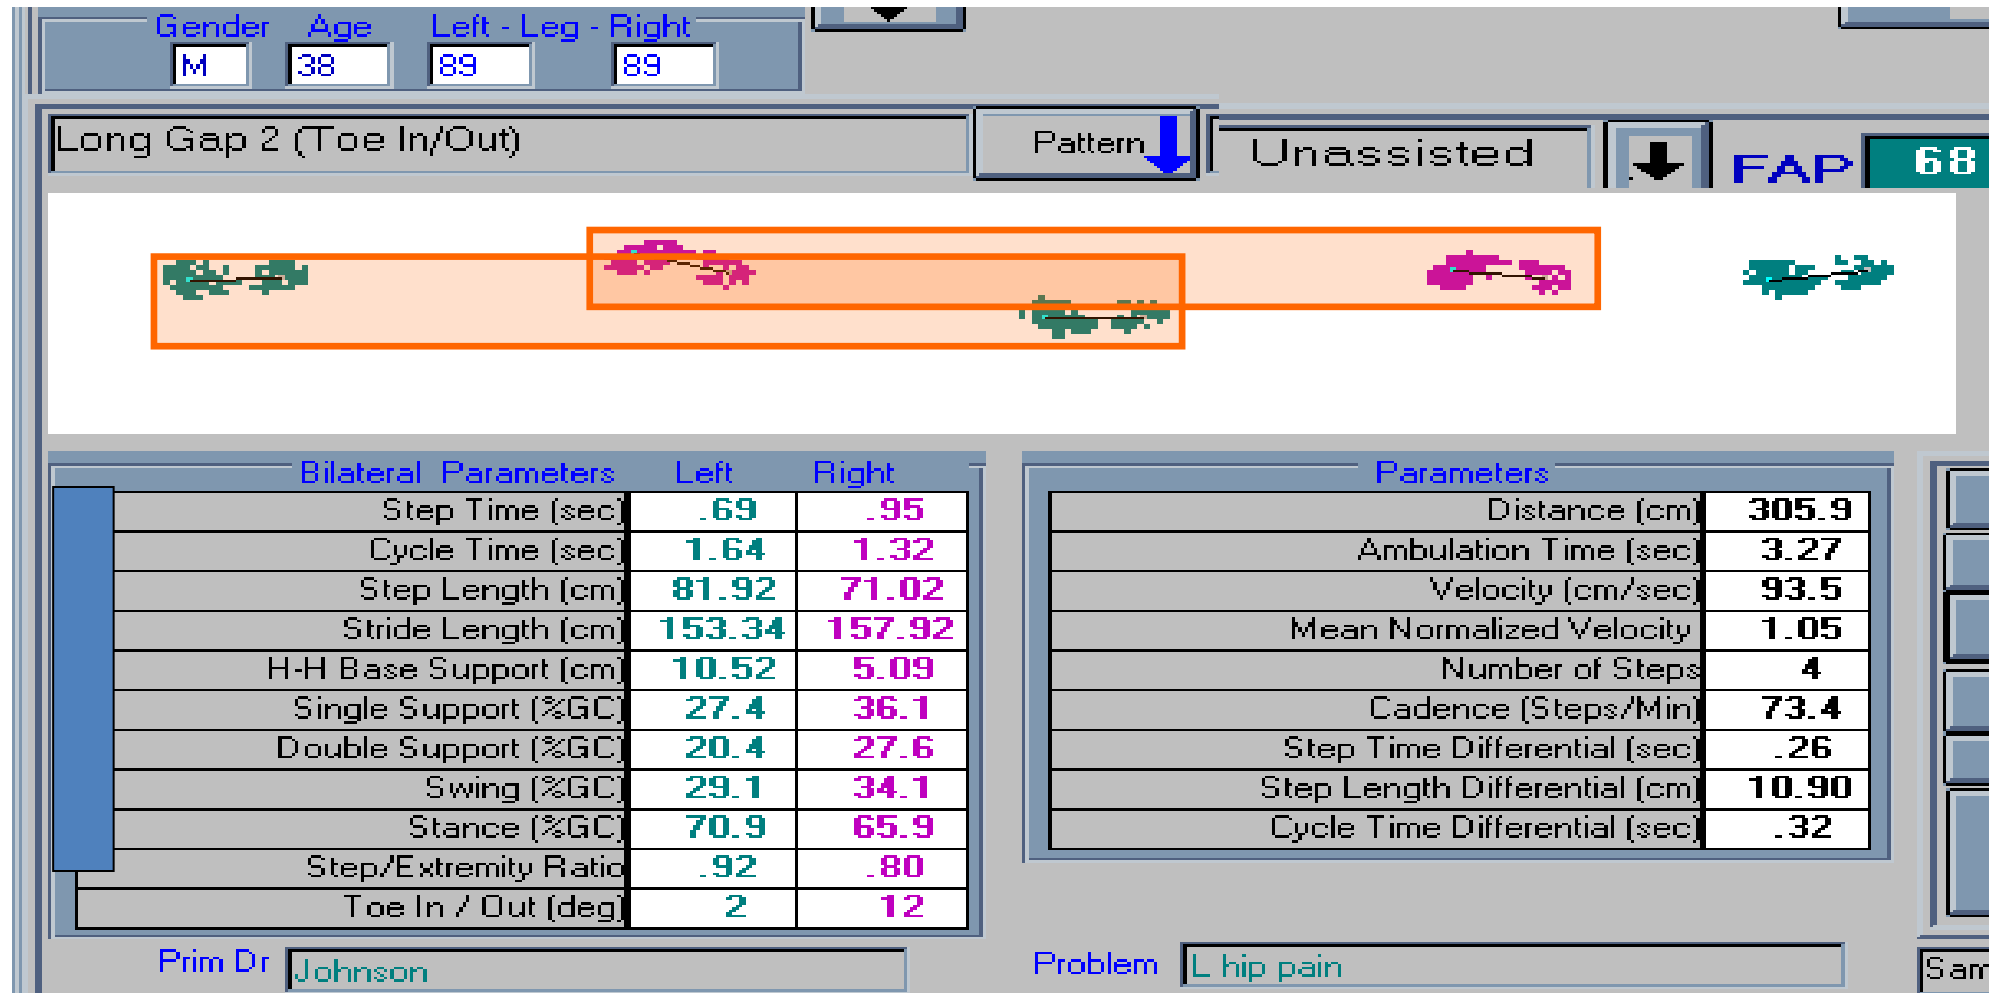 Gender Age Left - Leg - Right
M 38 89 89
Long Gap 2 (Toe In/Out) Pattern Unassisted FAP 68
Bilateral Parameters Left Right
Step Time (sec) .69 .95
Cycle Time (sec) 1.64 1.32
Step Length (cm) 81.92 71.02
Stride Length (cm) 153.34 157.92
H-H Base Support (cm) 10.52 5.09
Single Support (%GC) 27.4 36.1
Double Support (%GC) 20.4 27.6
Swing (%GC) 29.1 34.1
Stance (%GC) 70.9 65.9
Step/Extremity Ratio .92 .80
Toe In / Out (deg) 2 12
Parameters
Distance (cm) 305.9
Ambulation Time (sec) 3.27
Velocity (cm/sec) 93.5
Mean Normalized Velocity 1.05
Number of Steps 4
Cadence (Steps/Min) 73.4
Step Time Differential (sec) .26
Step Length Differential (cm) 10.90
Cycle Time Differential (sec) .32
Prim Dr Johnson
Problem L hip pain
Sam